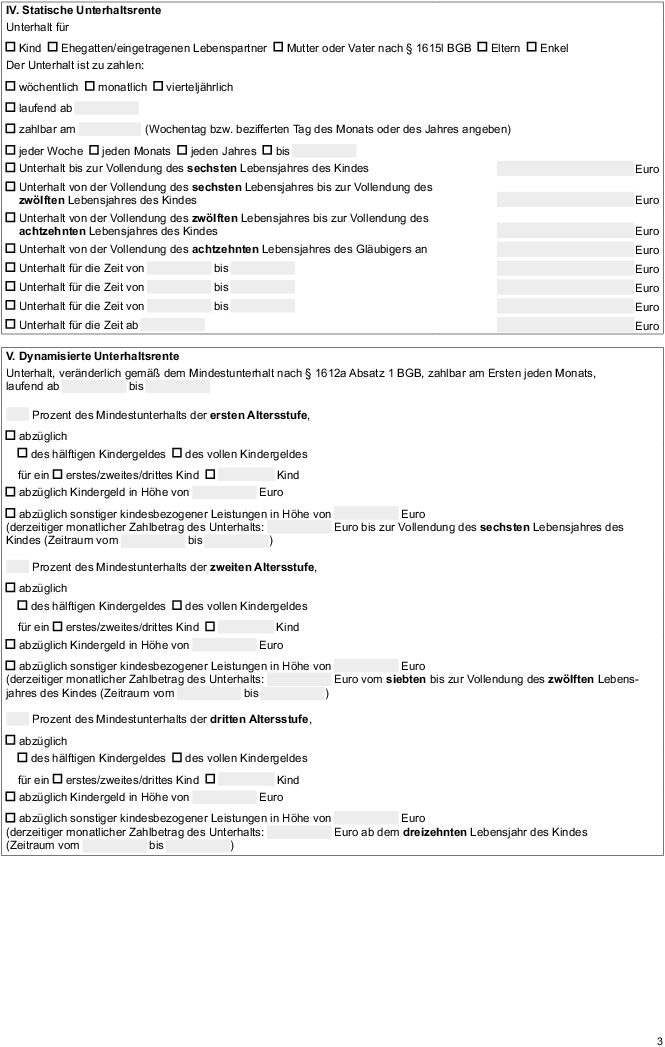 IV. Statische Unterhaltsrente
Unterhalt für
☐ Kind ☐ Ehegatten/eingetragenen Lebenspartner ☐ Mutter oder Vater nach § 1615l BGB ☐ Eltern ☐ Enkel
Der Unterhalt ist zu zahlen:
☐ wöchentlich ☐ monatlich ☐ vierteljährlich
☐ laufend ab
☐ zahlbar am (Wochentag bzw. bezifferten Tag des Monats oder des Jahres angeben)
☐ jeder Woche ☐ jeden Monats ☐ jeden Jahres ☐ bis
☐ Unterhalt bis zur Vollendung des sechsten Lebensjahres des Kindes Euro
☐ Unterhalt von der Vollendung des sechsten Lebensjahres bis zur Vollendung des
zwölften Lebensjahres des Kindes Euro
☐ Unterhalt von der Vollendung des zwölften Lebensjahres bis zur Vollendung des
achtzehnten Lebensjahres des Kindes Euro
☐ Unterhalt von der Vollendung des achtzehnten Lebensjahres des Gläubigers an Euro
☐ Unterhalt für die Zeit von bis Euro
☐ Unterhalt für die Zeit von bis Euro
☐ Unterhalt für die Zeit von bis Euro
☐ Unterhalt für die Zeit ab Euro
V. Dynamisierte Unterhaltsrente
Unterhalt, veränderlich gemäß dem Mindestunterhalt nach § 1612a Absatz 1 BGB, zahlbar am Ersten jeden Monats,
laufend ab bis
Prozent des Mindestunterhalts der ersten Altersstufe,
☐ abzüglich
☐ des hälftigen Kindergeldes ☐ des vollen Kindergeldes
für ein ☐ erstes/zweites/drittes Kind ☐ Kind
☐ abzüglich Kindergeld in Höhe von Euro
☐ abzüglich sonstiger kindesbezogener Leistungen in Höhe von Euro
(derzeitiger monatlicher Zahlbetrag des Unterhalts: Euro bis zur Vollendung des sechsten Lebensjahres des
Kindes (Zeitraum vom bis )
Prozent des Mindestunterhalts der zweiten Altersstufe,
☐ abzüglich
☐ des hälftigen Kindergeldes ☐ des vollen Kindergeldes
für ein ☐ erstes/zweites/drittes Kind ☐ Kind
☐ abzüglich Kindergeld in Höhe von Euro
☐ abzüglich sonstiger kindesbezogener Leistungen in Höhe von Euro
(derzeitiger monatlicher Zahlbetrag des Unterhalts: Euro vom siebten bis zur Vollendung des zwölften Lebens-
jahres des Kindes (Zeitraum vom bis )
Prozent des Mindestunterhalts der dritten Altersstufe,
☐ abzüglich
☐ des hälftigen Kindergeldes ☐ des vollen Kindergeldes
für ein ☐ erstes/zweites/drittes Kind ☐ Kind
☐ abzüglich Kindergeld in Höhe von Euro
☐ abzüglich sonstiger kindesbezogener Leistungen in Höhe von Euro
(derzeitiger monatlicher Zahlbetrag des Unterhalts: Euro ab dem dreizehnten Lebensjahr des Kindes
(Zeitraum vom bis )
3